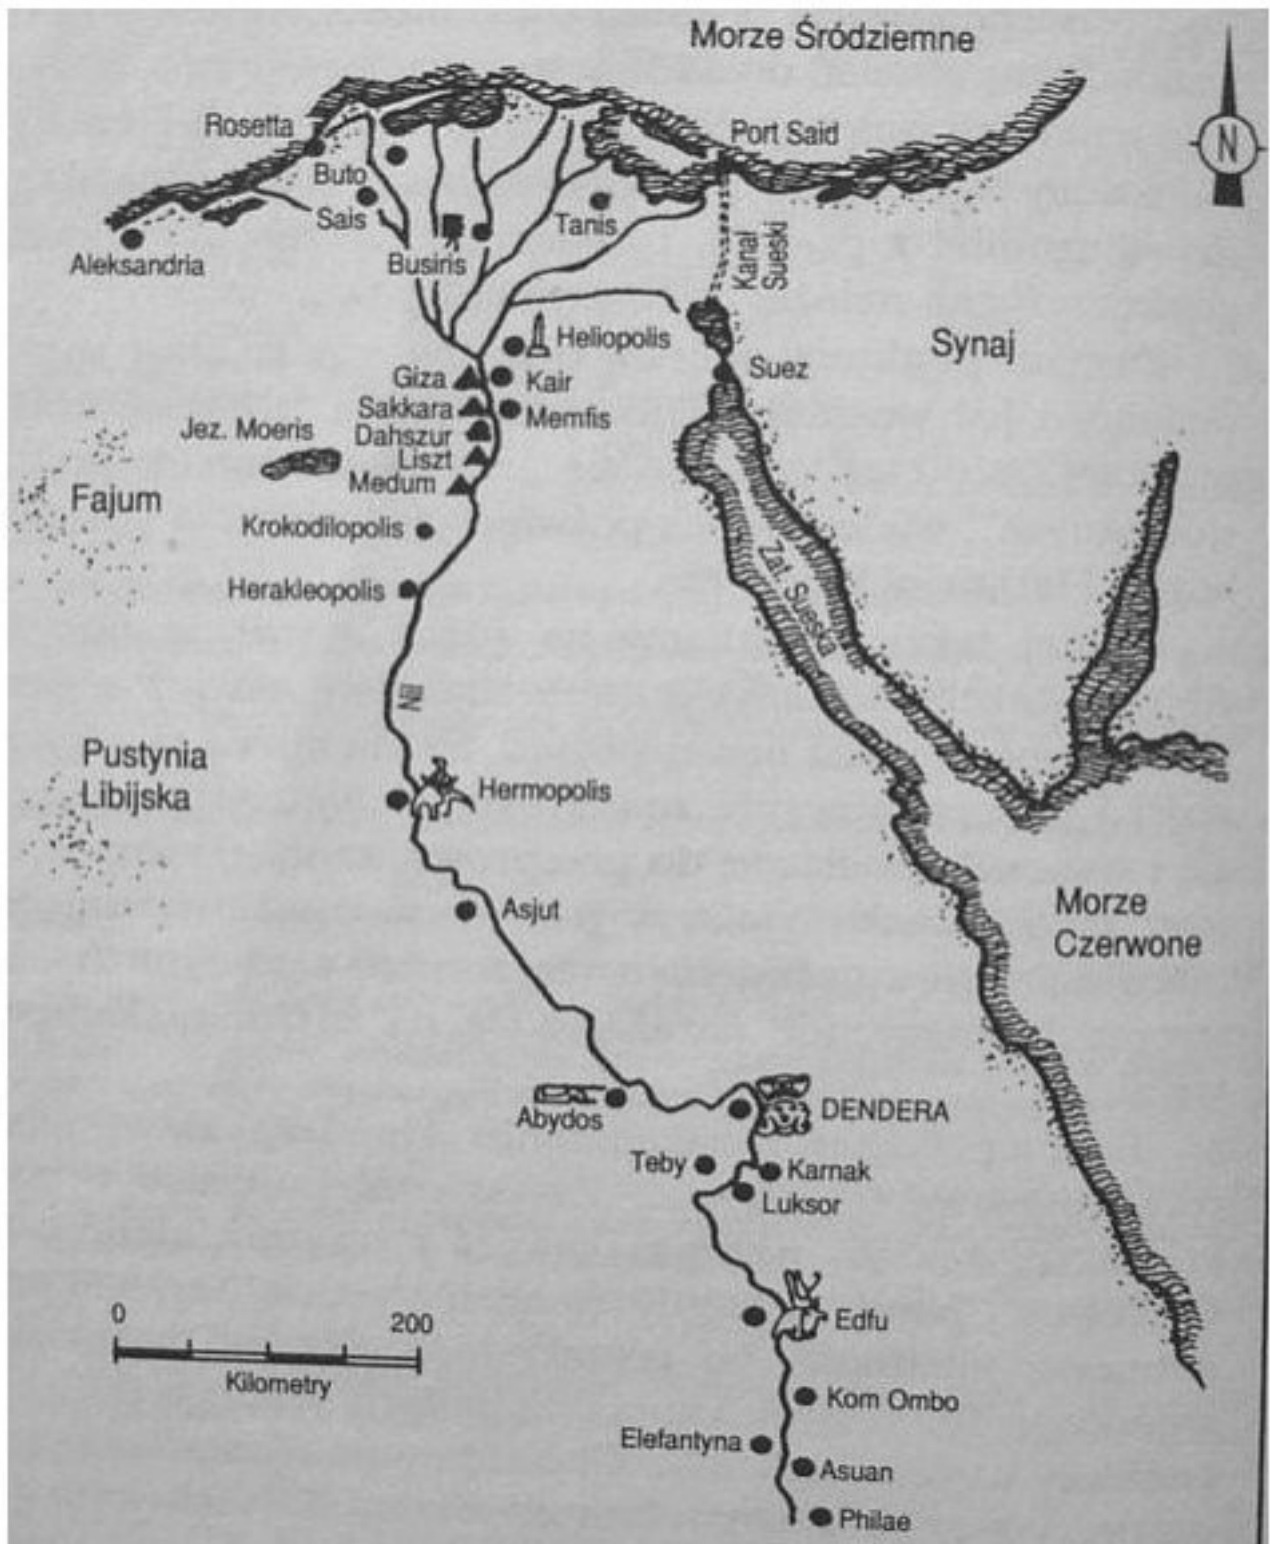 Morze Śródziemne
N
Rosetta
Port Said
Buto
Sais
Tanis
Aleksandria
Busiris
Kanał
Sueski
Heliopolis
Synaj
Giza
Kair
Suez
Sakkara
Memfis
Jez. Moeris
Dahszur
Liszt
Medum
Fajum
Krokodilopolis
Zat. Sueska
Herakleopolis
Nil
Pustynia
Libijska
Hermopolis
Asjut
Morze
Czerwone
Abydos
DENDERA
Teby
Karnak
Luksor
0 200
Kilometry
Edfu
Kom Ombo
Elefantyna
Asuan
Philae